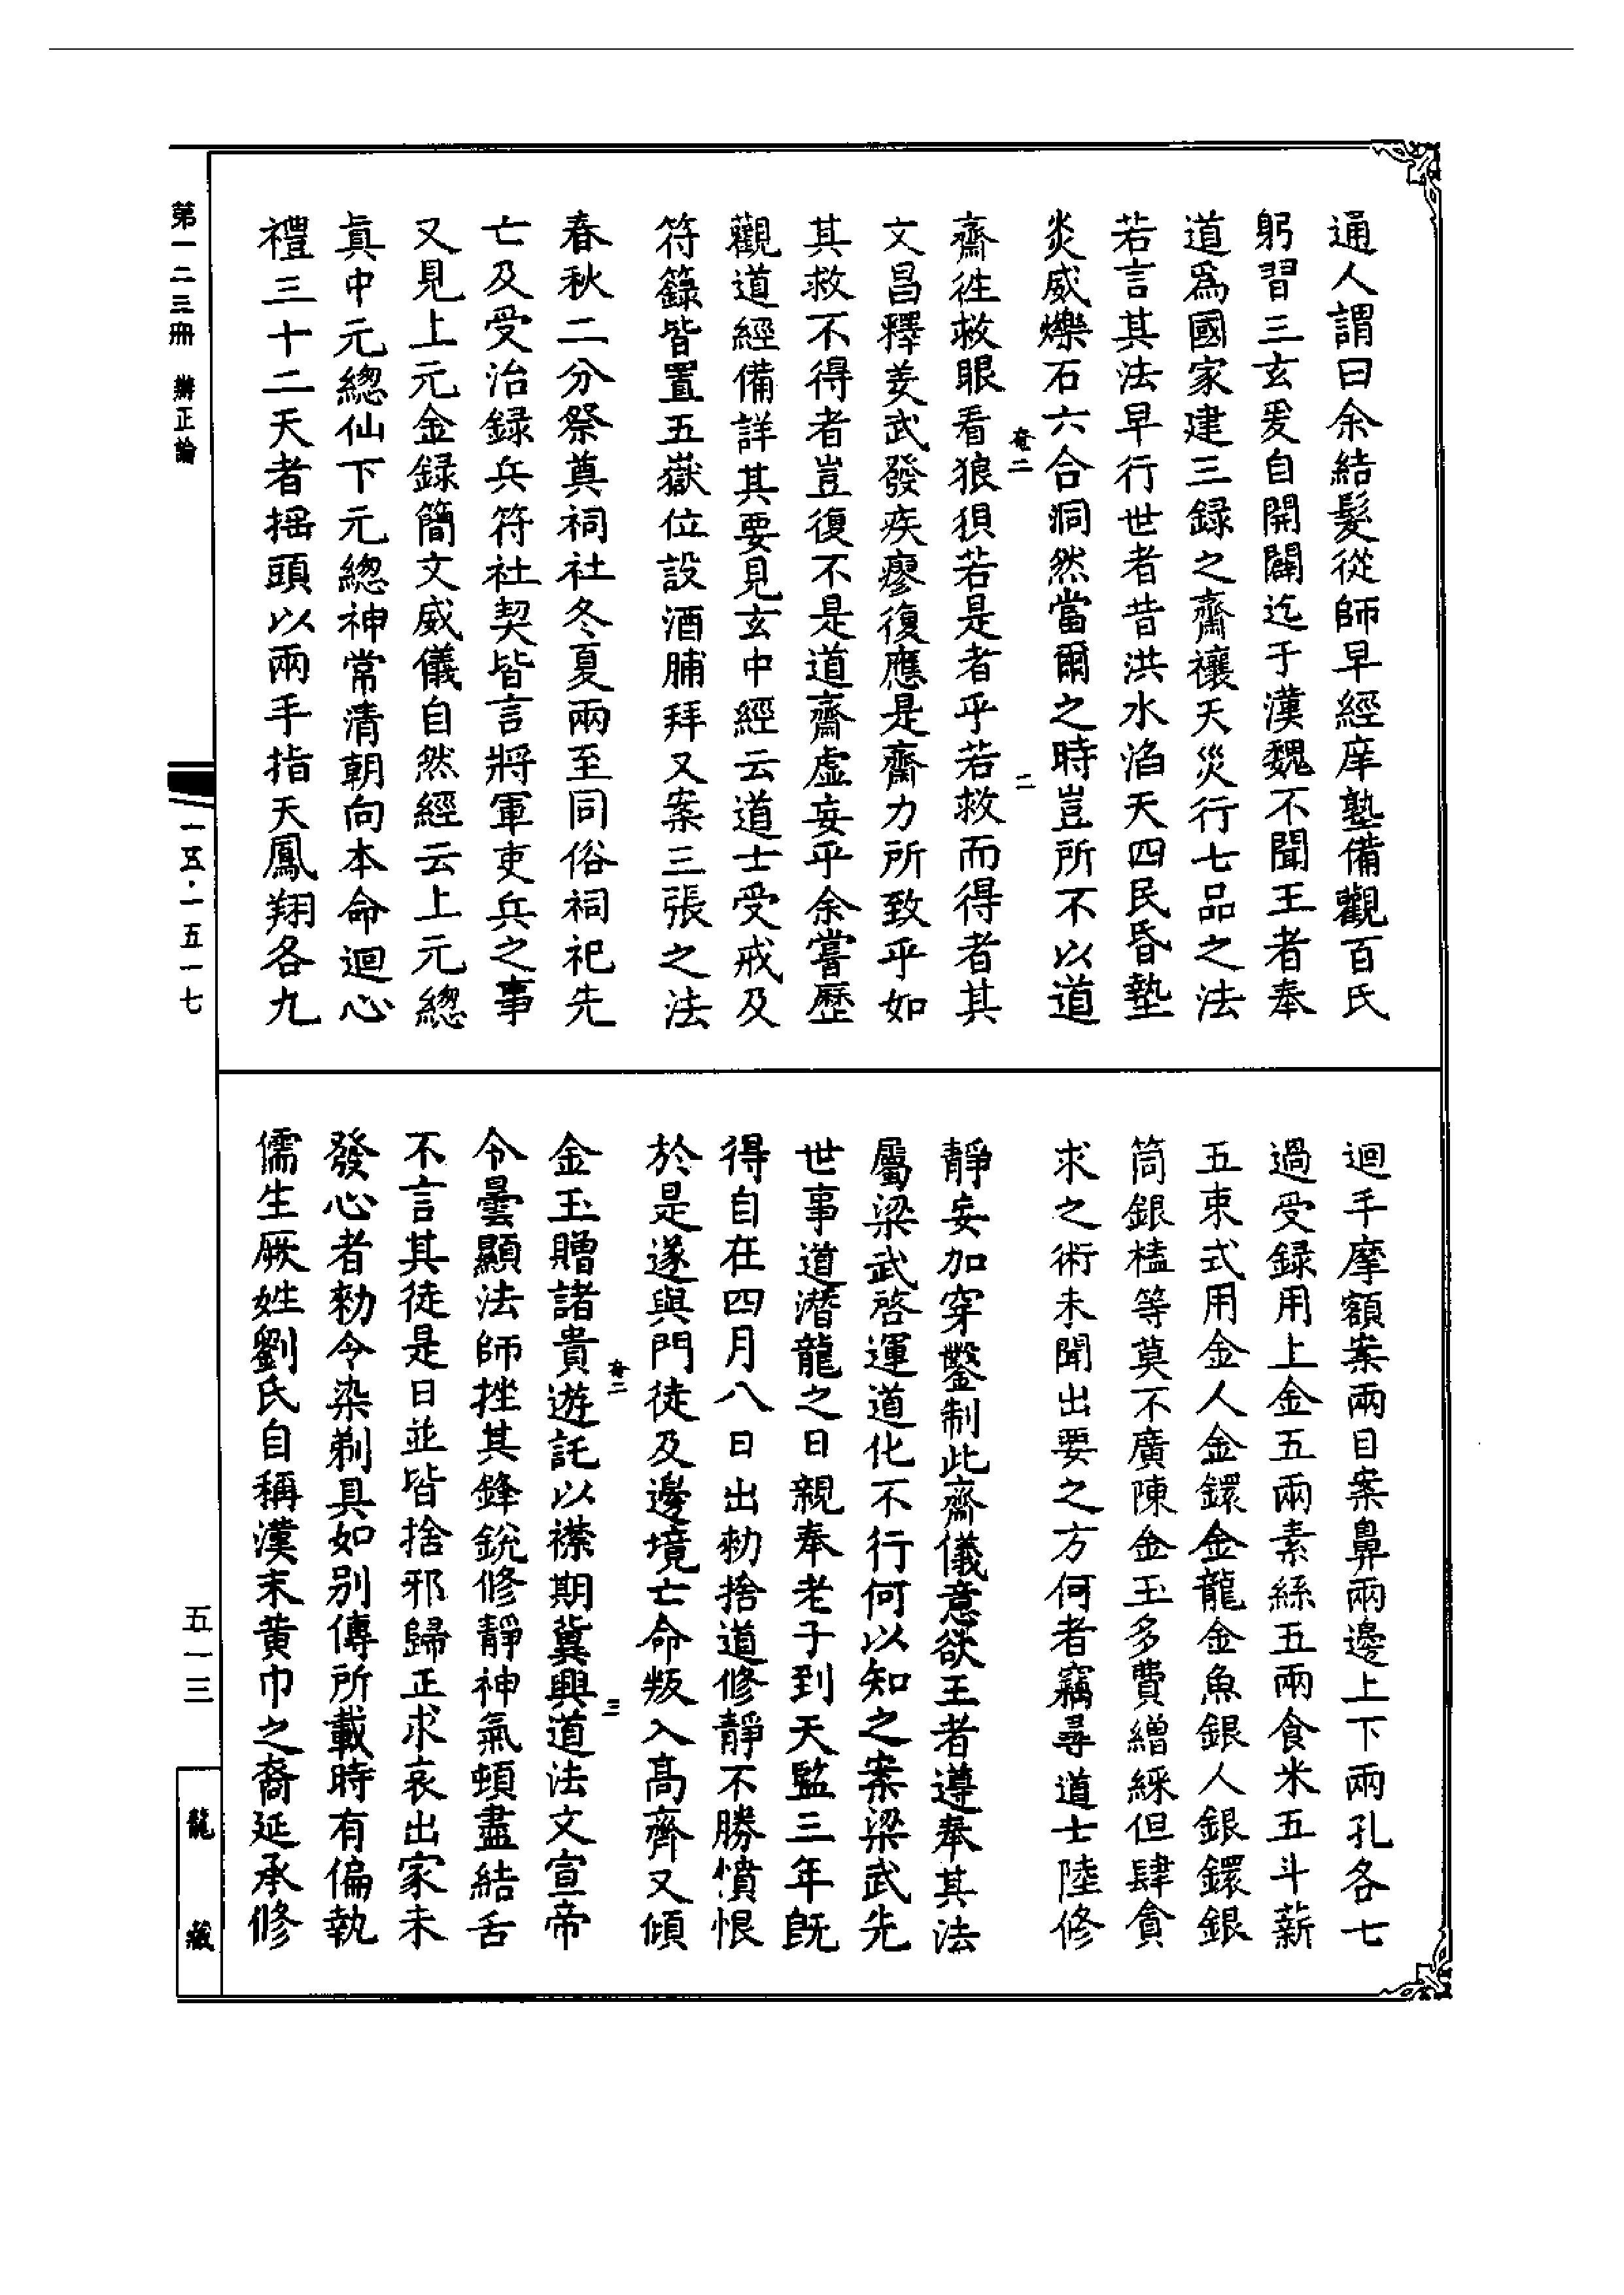 通人謂曰余結髮從師早經庠塾備觀百氏
躬習三玄爰自開闢迄于漢魏不聞王者奉
道爲國家建三録之齋禳天災行七品之法
若言其法早行世者昔洪水滔天四民昏墊
炎威爍石六合洞然當爾之時豈所不以道
菴二 二
齋徃救眼看狼狽若是者乎若救而得者其
文昌釋姜武發疾瘳復應是齋力所致乎如
其救不得者豈復不是道齋虛妄乎余嘗歷
觀道經備詳其要見玄中經云道士受戒及
符籙皆置五嶽位設酒脯拜又案三張之法
春秋二分祭奠祠社冬夏兩至同俗祠祀先
亡及受治録兵符社契皆言將軍吏兵之事
又見上元金録簡文威儀自然經云上元總
真中元總仙下元總神常清朝向本命迴心
禮三十二天者搖頭以兩手指天鳳翔各九
迴手摩額案兩目案鼻兩邊上下兩孔各七
過受録用上金五兩素絲五兩食米五斗薪
五束式用金人金鐶金龍金魚銀人銀鐶銀
筒銀榼等莫不廣陳金玉多費繒綵但肆貪
求之術未聞出要之方何者竊尋道士陸修
靜妄加穿鑿制此齋儀意欲王者遵奉其法
屬梁武啓運道化不行何以知之案梁武先
世事道潛龍之日親奉老子到天監三年旣
得自在四月八日出勑捨道修靜不勝憤恨
於是遂與門徒及邊境亡命叛入高齊又傾
菴二 三
金玉贈諸貴遊託以襟期冀興道法文宣帝
令曇顯法師挫其鋒銳修靜神氣頓盡結舌
不言其徒是日並皆捨邪歸正求哀出家未
發心者勑令染剃具如別傳所載時有偏執
儒生厥姓劉氏自稱漢末黄巾之裔延承修
第一二三冊 辯正論
一五·一五一七
五一三
龍藏